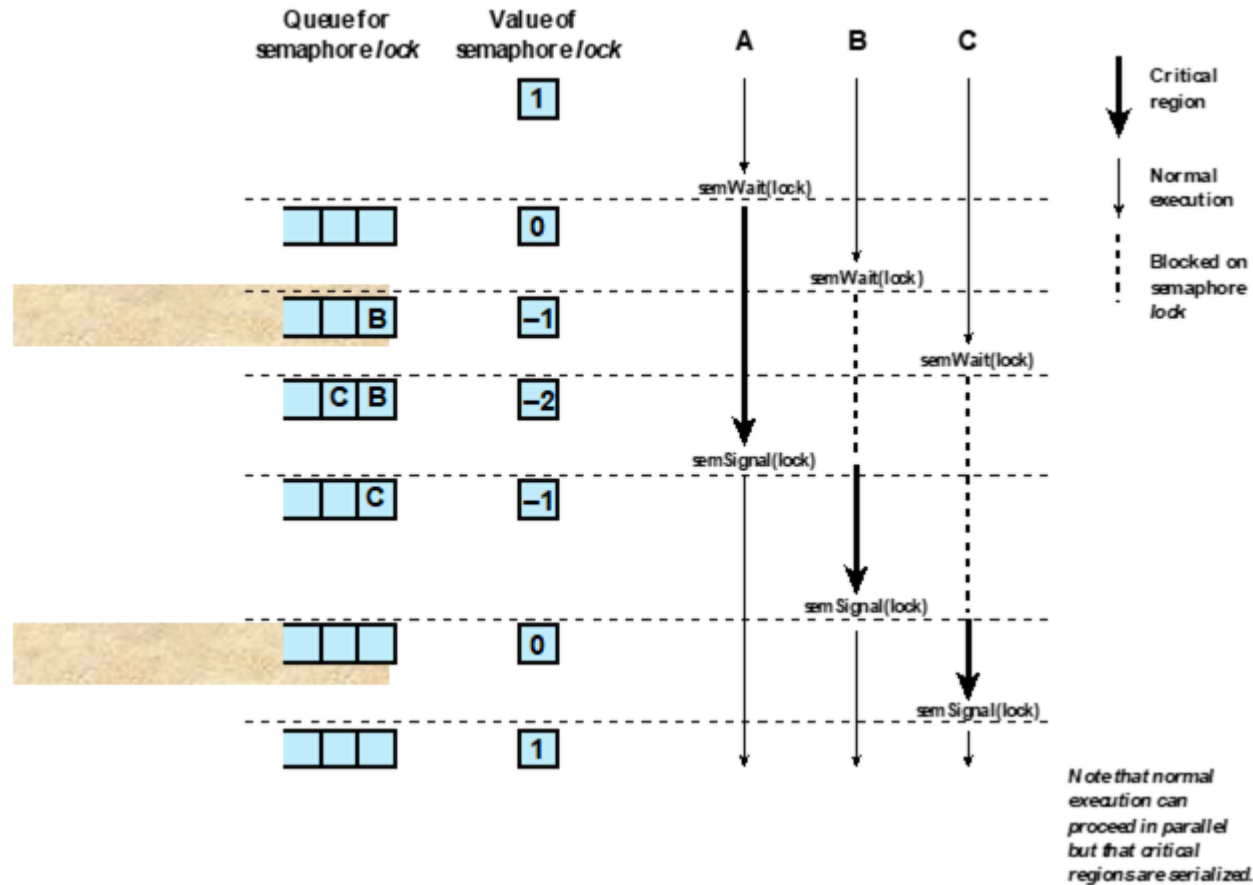 Queue for
semaphore lock
Value of
semaphore lock
A
B
C
1
Critical
region
Normal
execution
Blocked on
semaphore
lock
semWait(lock)
0
semWait(lock)
B
–1
semWait(lock)
C B
–2
semSignal(lock)
C
–1
semSignal(lock)
0
semSignal(lock)
1
Note that normal
execution can
proceed in parallel
but that critical
regions are serialized.